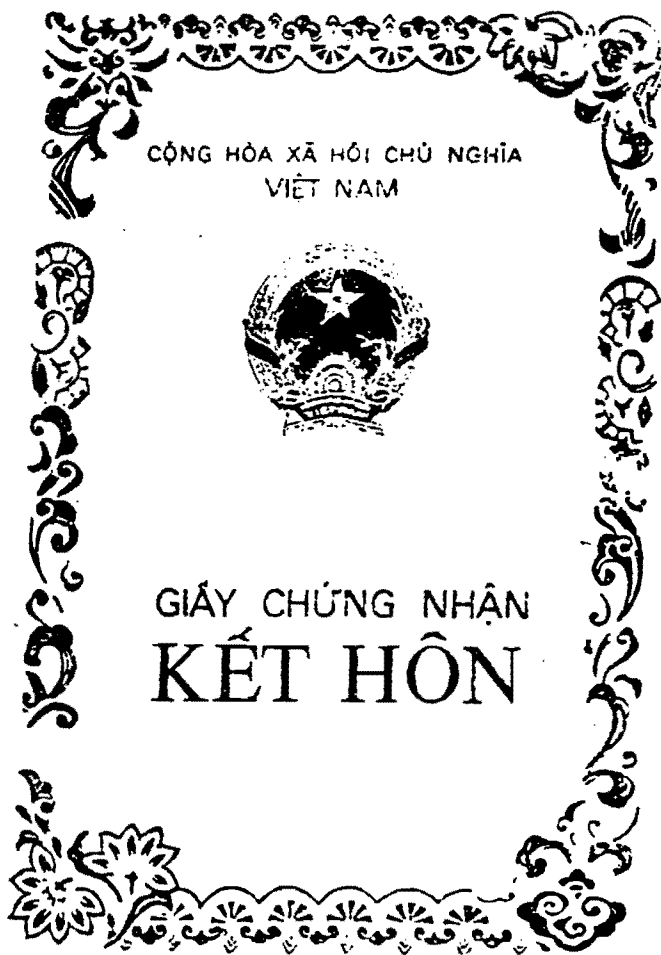 CỘNG HÒA XÃ HỘI CHỦ NGHĨA
VIỆT NAM
GIẤY CHỨNG NHẬN
KẾT HÔN